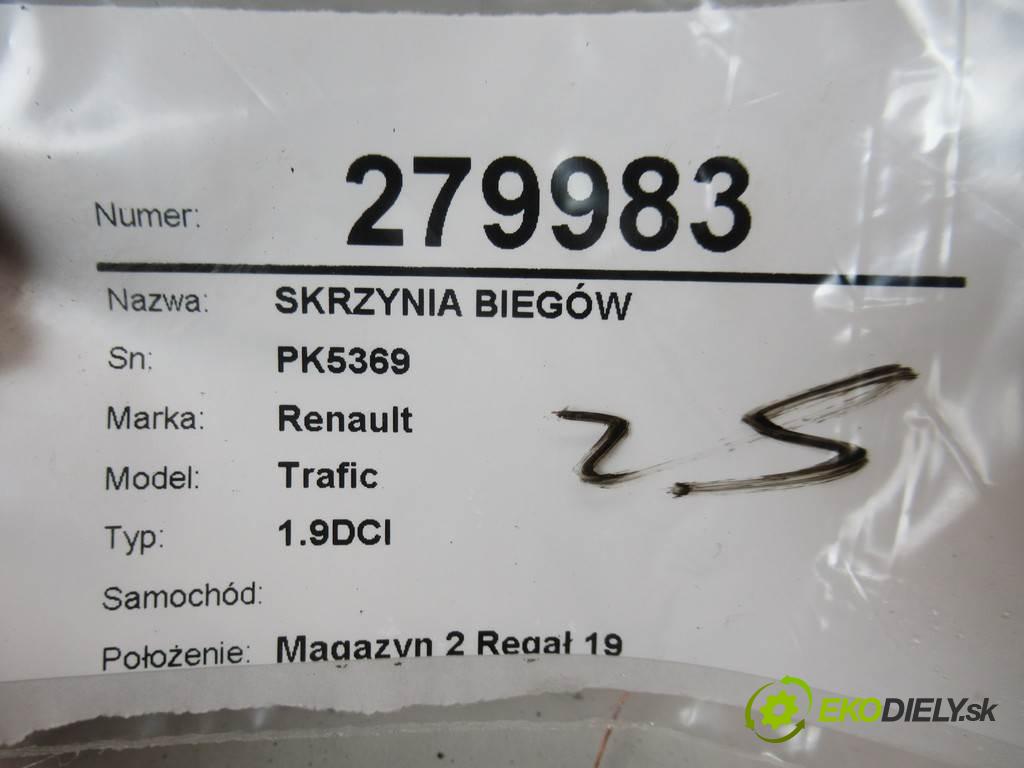 Numer: 279983
Nazwa: SKRZYNIA BIEGÓW
Sn: PK5369
Marka: Renault
25
Model: Trafic
Typ: 1.9DCI
Samochód:
Położenie: Magazyn 2 Regał 19
EKODIELY.sk